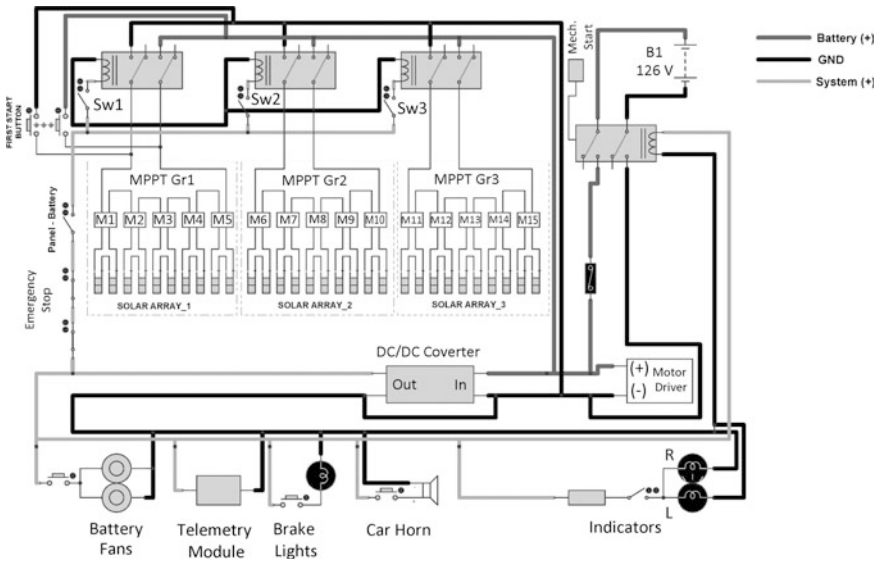 Mech.
Start
B1
126 V
Battery (+)
GND
System (+)
Sw1
Sw2
Sw3
FIRST START
BUTTON
MPPT Gr1
MPPT Gr2
MPPT Gr3
M1 M2 M3 M4 M5
M6 M7 M8 M9 M10
M11 M12 M13 M14 M15
Panel - Battery
SOLAR ARRAY_1
SOLAR ARRAY_2
SOLAR ARRAY_3
Emergency
Stop
DC/DC Coverter
Out In
(+) Motor
(-) Driver
R
L
Battery
Fans
Telemetry
Module
Brake
Lights
Car Horn
Indicators